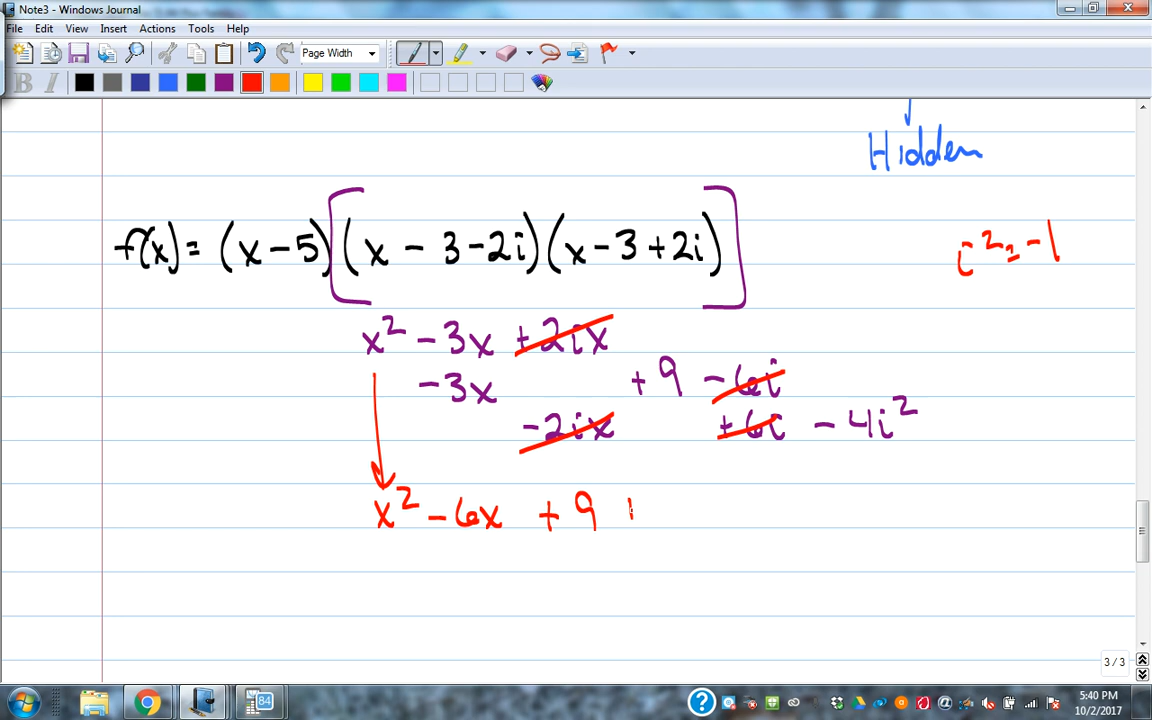 Note3 - Windows Journal
File Edit View Insert Actions Tools Help
Page Width
B I
Hidden
f(x) = (x-5)[(x - 3-2i)(x-3+2i)]
i²=-1
x² - 3x +2ix
-3x +9 -6i
-2ix +6i - 4i²
x² - 6x + 9
3 / 3
84
5:40 PM
10/2/2017